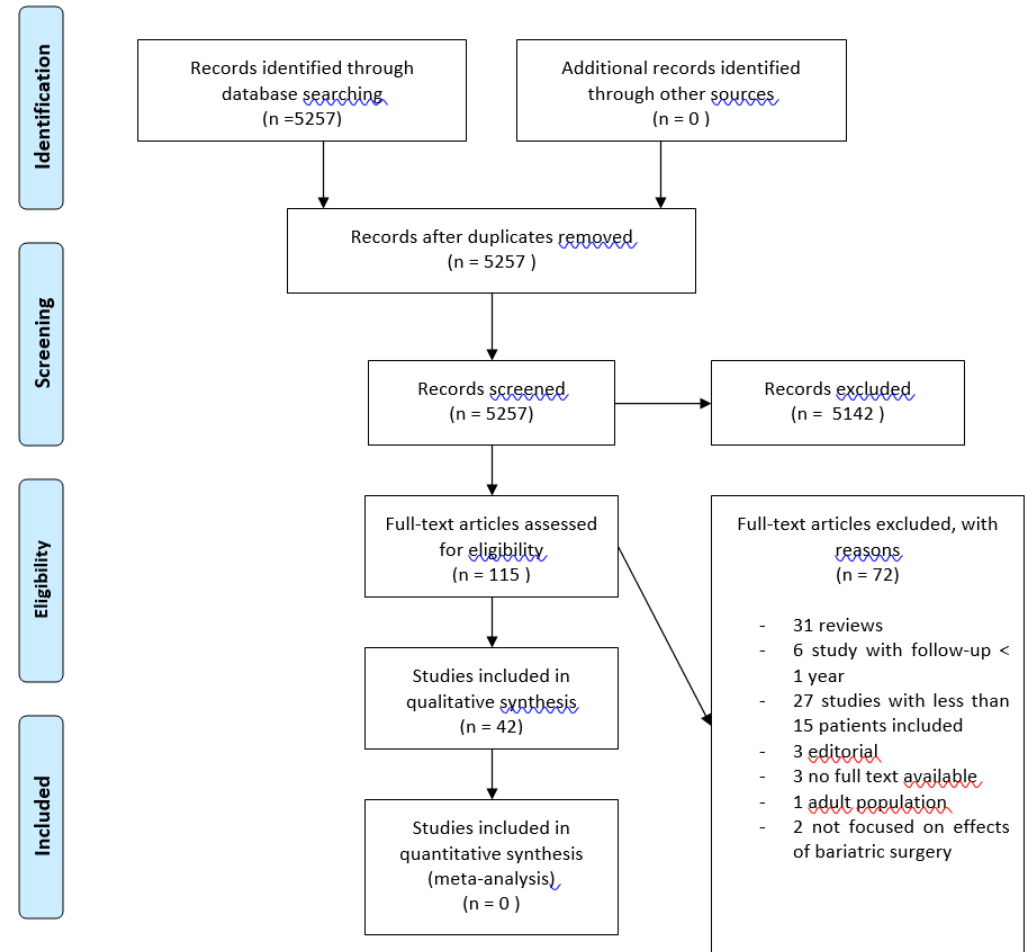 Identification
Records identified through
database searching
(n =5257)
Additional records identified
through other sources
(n = 0 )
Records after duplicates removed
(n = 5257 )
Screening
Records screened
(n = 5257)
Records excluded
(n = 5142 )
Eligibility
Full-text articles assessed
for eligibility
(n = 115 )
Full-text articles excluded, with
reasons
(n = 72)
- 31 reviews
- 6 study with follow-up <
1 year
- 27 studies with less than
15 patients included
- 3 editorial
- 3 no full text available
- 1 adult population
- 2 not focused on effects
of bariatric surgery
Studies included in
qualitative synthesis
(n = 42)
Included
Studies included in
quantitative synthesis
(meta-analysis)
(n = 0 )